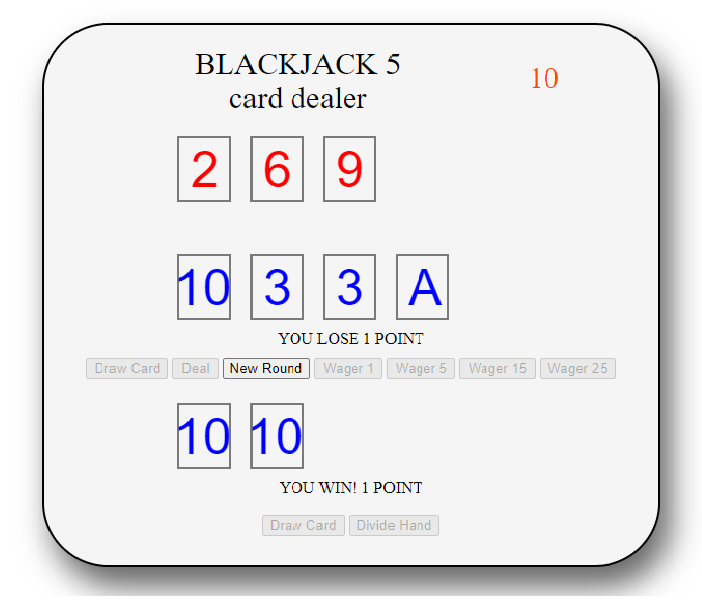 BLACKJACK 5
card dealer
10
2 6 9
10 3 3 A
YOU LOSE 1 POINT
Draw Card Deal New Round Wager 1 Wager 5 Wager 15 Wager 25
10 10
YOU WIN! 1 POINT
Draw Card Divide Hand